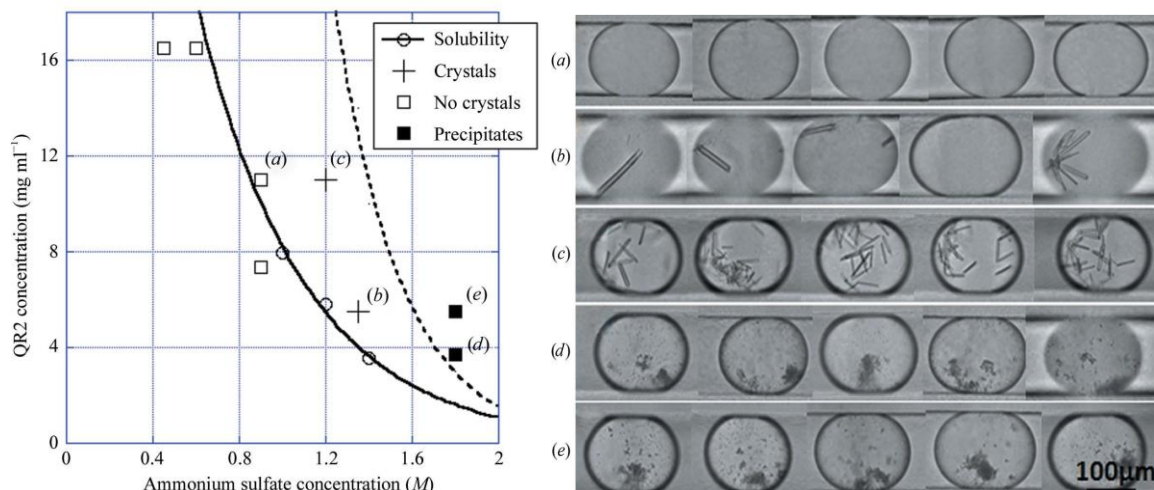 16
12
8
4
0
0
0.4
0.8
1.2
1.6
2
QR2 concentration (mg ml⁻¹)
Ammonium sulfate concentration (M)
Solubility
Crystals
No crystals
Precipitates
(a)
(c)
(b)
(e)
(d)
(a)
(b)
(c)
(d)
(e)
100μm